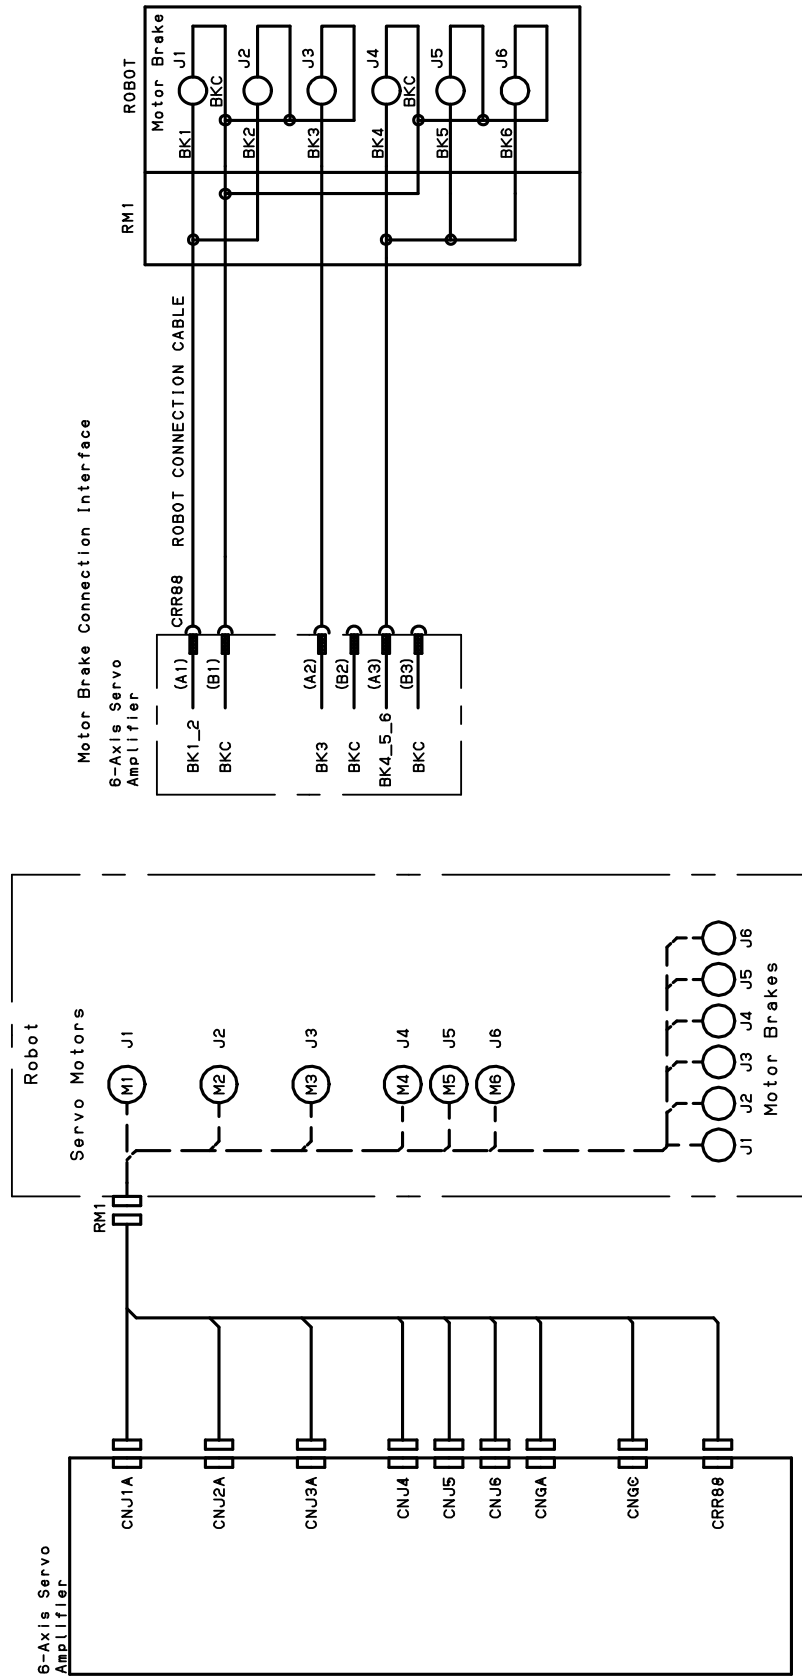 Motor Brake Connection Interface
6-Axis Servo
Amplifier
CRR88
ROBOT CONNECTION CABLE
RM1
ROBOT
Motor Brake
BK1_2
(A1)
BK1
J1
BKC
(B1)
BKC
BK2
J2
BK3
(A2)
BK3
J3
BKC
(B2)
BK4_5_6
(A3)
BK4
J4
BKC
(B3)
BKC
BK5
J5
BK6
J6
6-Axis Servo
Amplifier
CNJ1A
CNJ2A
CNJ3A
CNJ4
CNJ5
CNJ6
CNGA
CNGC
CRR88
RM1
Robot
Servo Motors
M1
J1
M2
J2
M3
J3
M4
J4
M5
J5
M6
J6
J1
J2
J3
J4
J5
J6
Motor Brakes